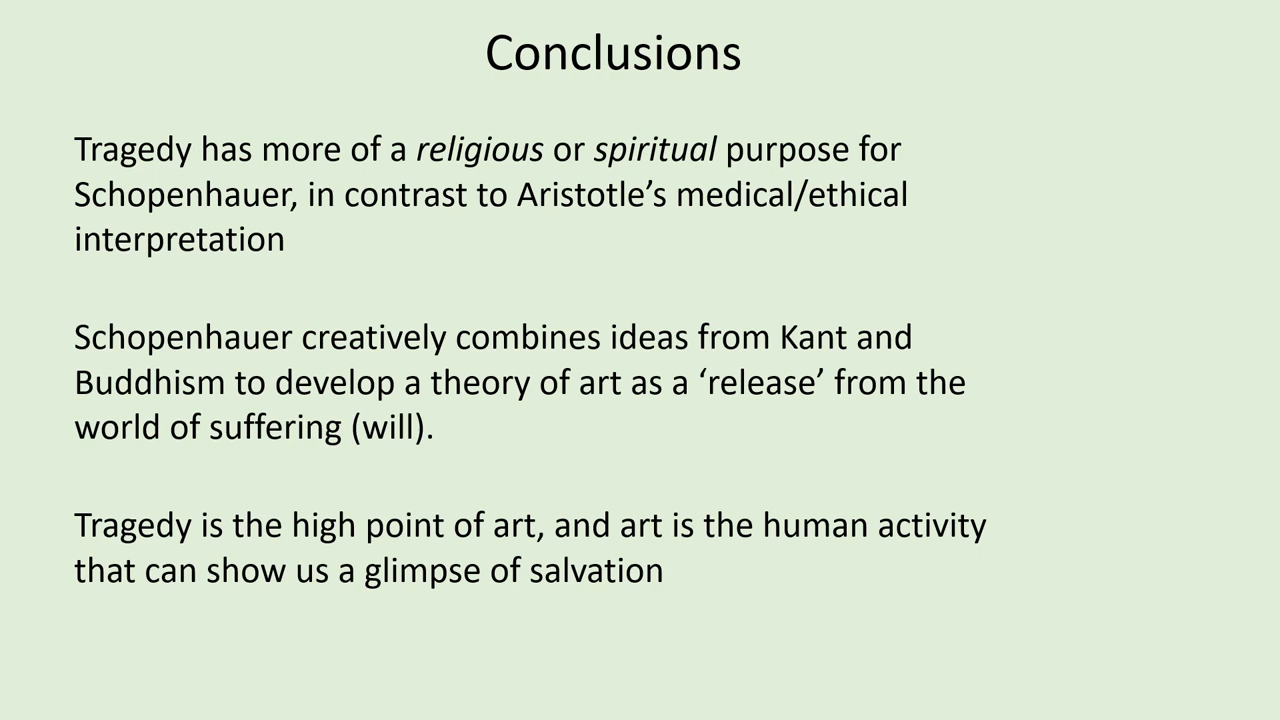 Conclusions
Tragedy has more of a religious or spiritual purpose for
Schopenhauer, in contrast to Aristotle’s medical/ethical
interpretation
Schopenhauer creatively combines ideas from Kant and
Buddhism to develop a theory of art as a ‘release’ from the
world of suffering (will).
Tragedy is the high point of art, and art is the human activity
that can show us a glimpse of salvation